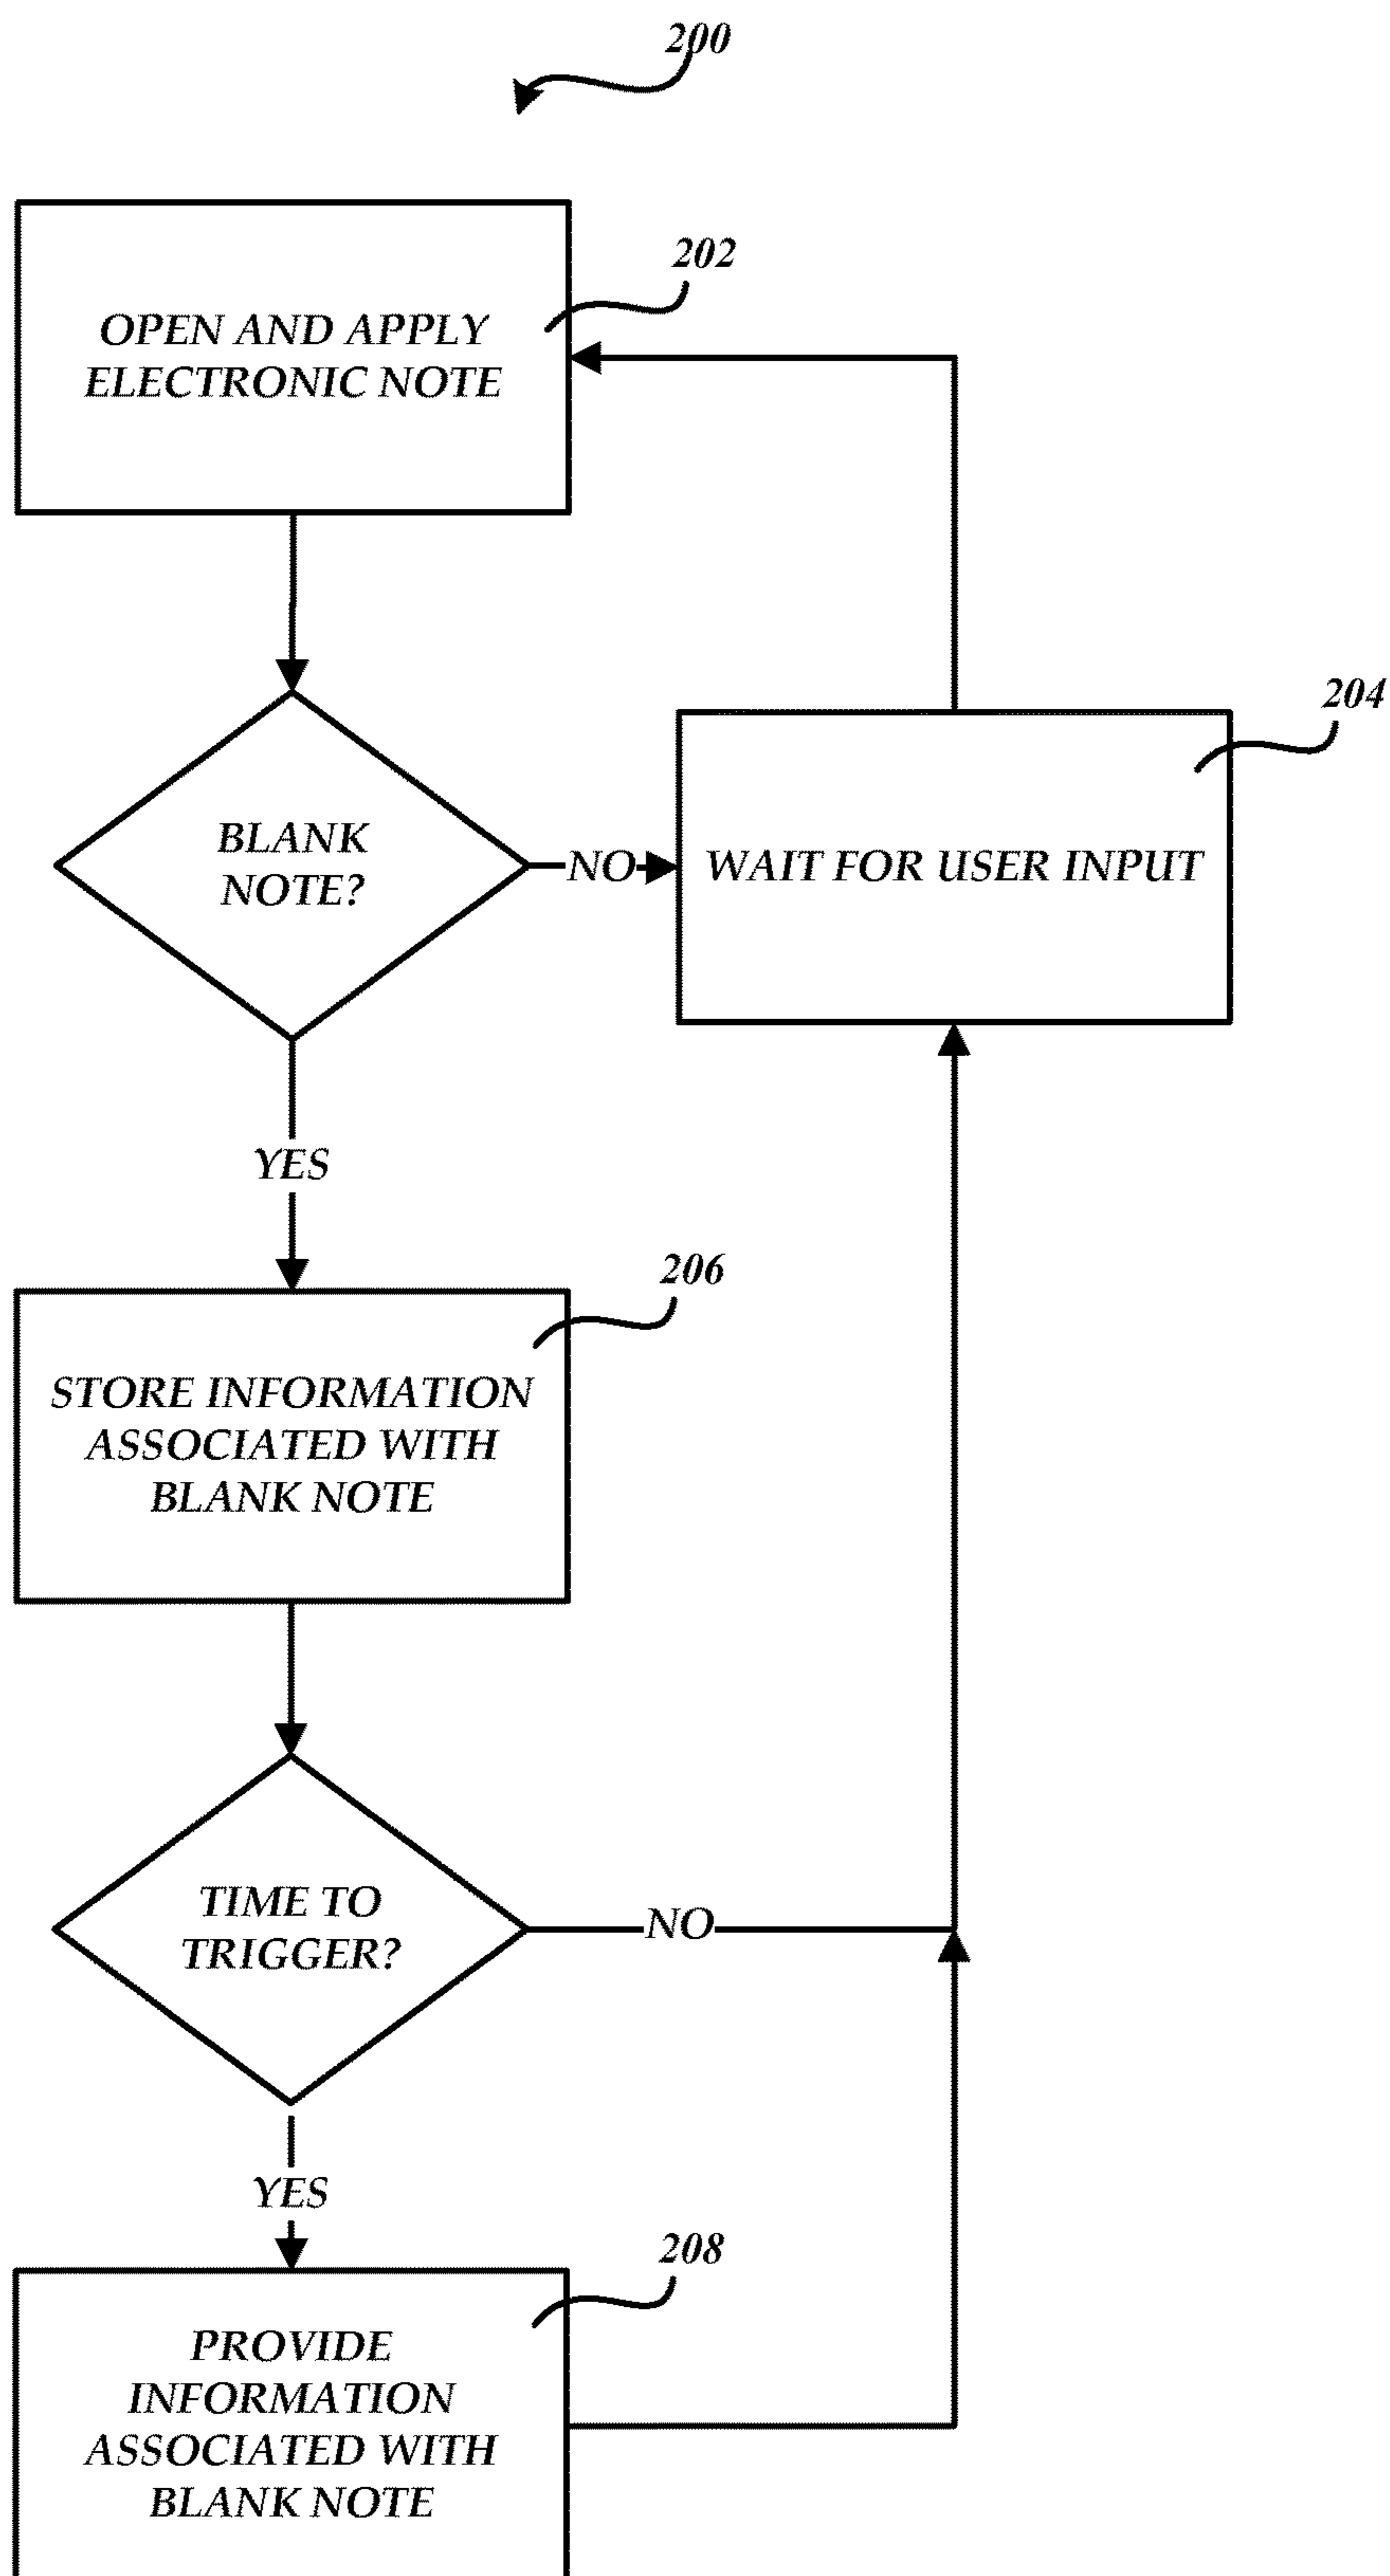 200
202
OPEN AND APPLY
ELECTRONIC NOTE
204
BLANK
NOTE?
NO
WAIT FOR USER INPUT
YES
206
STORE INFORMATION
ASSOCIATED WITH
BLANK NOTE
TIME TO
TRIGGER?
NO
YES
208
PROVIDE
INFORMATION
ASSOCIATED WITH
BLANK NOTE